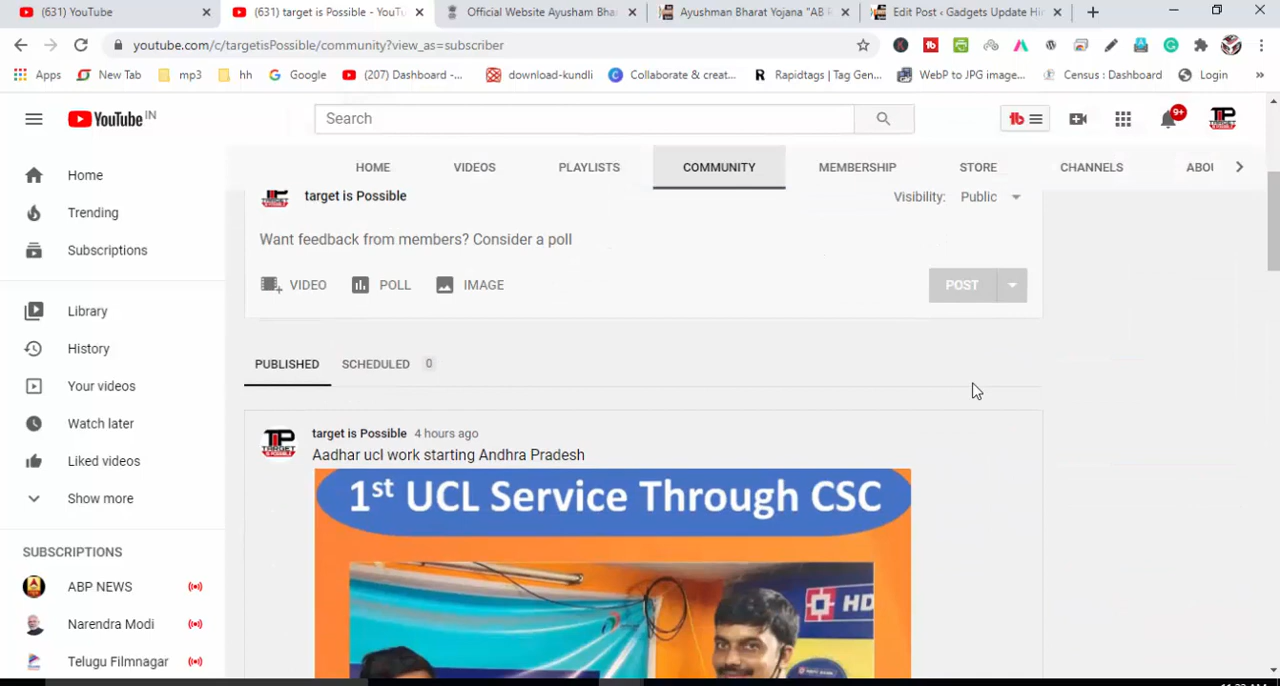 (631) YouTube
(631) target is Possible - YouTu
Official Website Ayusham Bha
Ayushman Bharat Yojana "AB P
Edit Post ‹ Gadgets Update Hin
youtube.com/c/targetisPossible/community?view_as=subscriber
Apps
New Tab
mp3
hh
Google
(207) Dashboard -...
download-kundli
Collaborate & creat...
Rapidtags | Tag Gen...
WebP to JPG image...
Census : Dashboard
Login
»
YouTube IN
Search
9+
HOME
VIDEOS
PLAYLISTS
COMMUNITY
MEMBERSHIP
STORE
CHANNELS
ABOU
Home
Trending
Subscriptions
Library
History
Your videos
Watch later
Liked videos
Show more
SUBSCRIPTIONS
ABP NEWS
Narendra Modi
Telugu Filmnagar
target is Possible
Visibility: Public
Want feedback from members? Consider a poll
VIDEO
POLL
IMAGE
POST
PUBLISHED
SCHEDULED 0
target is Possible 4 hours ago
Aadhar ucl work starting Andhra Pradesh
1st UCL Service Through CSC
HD